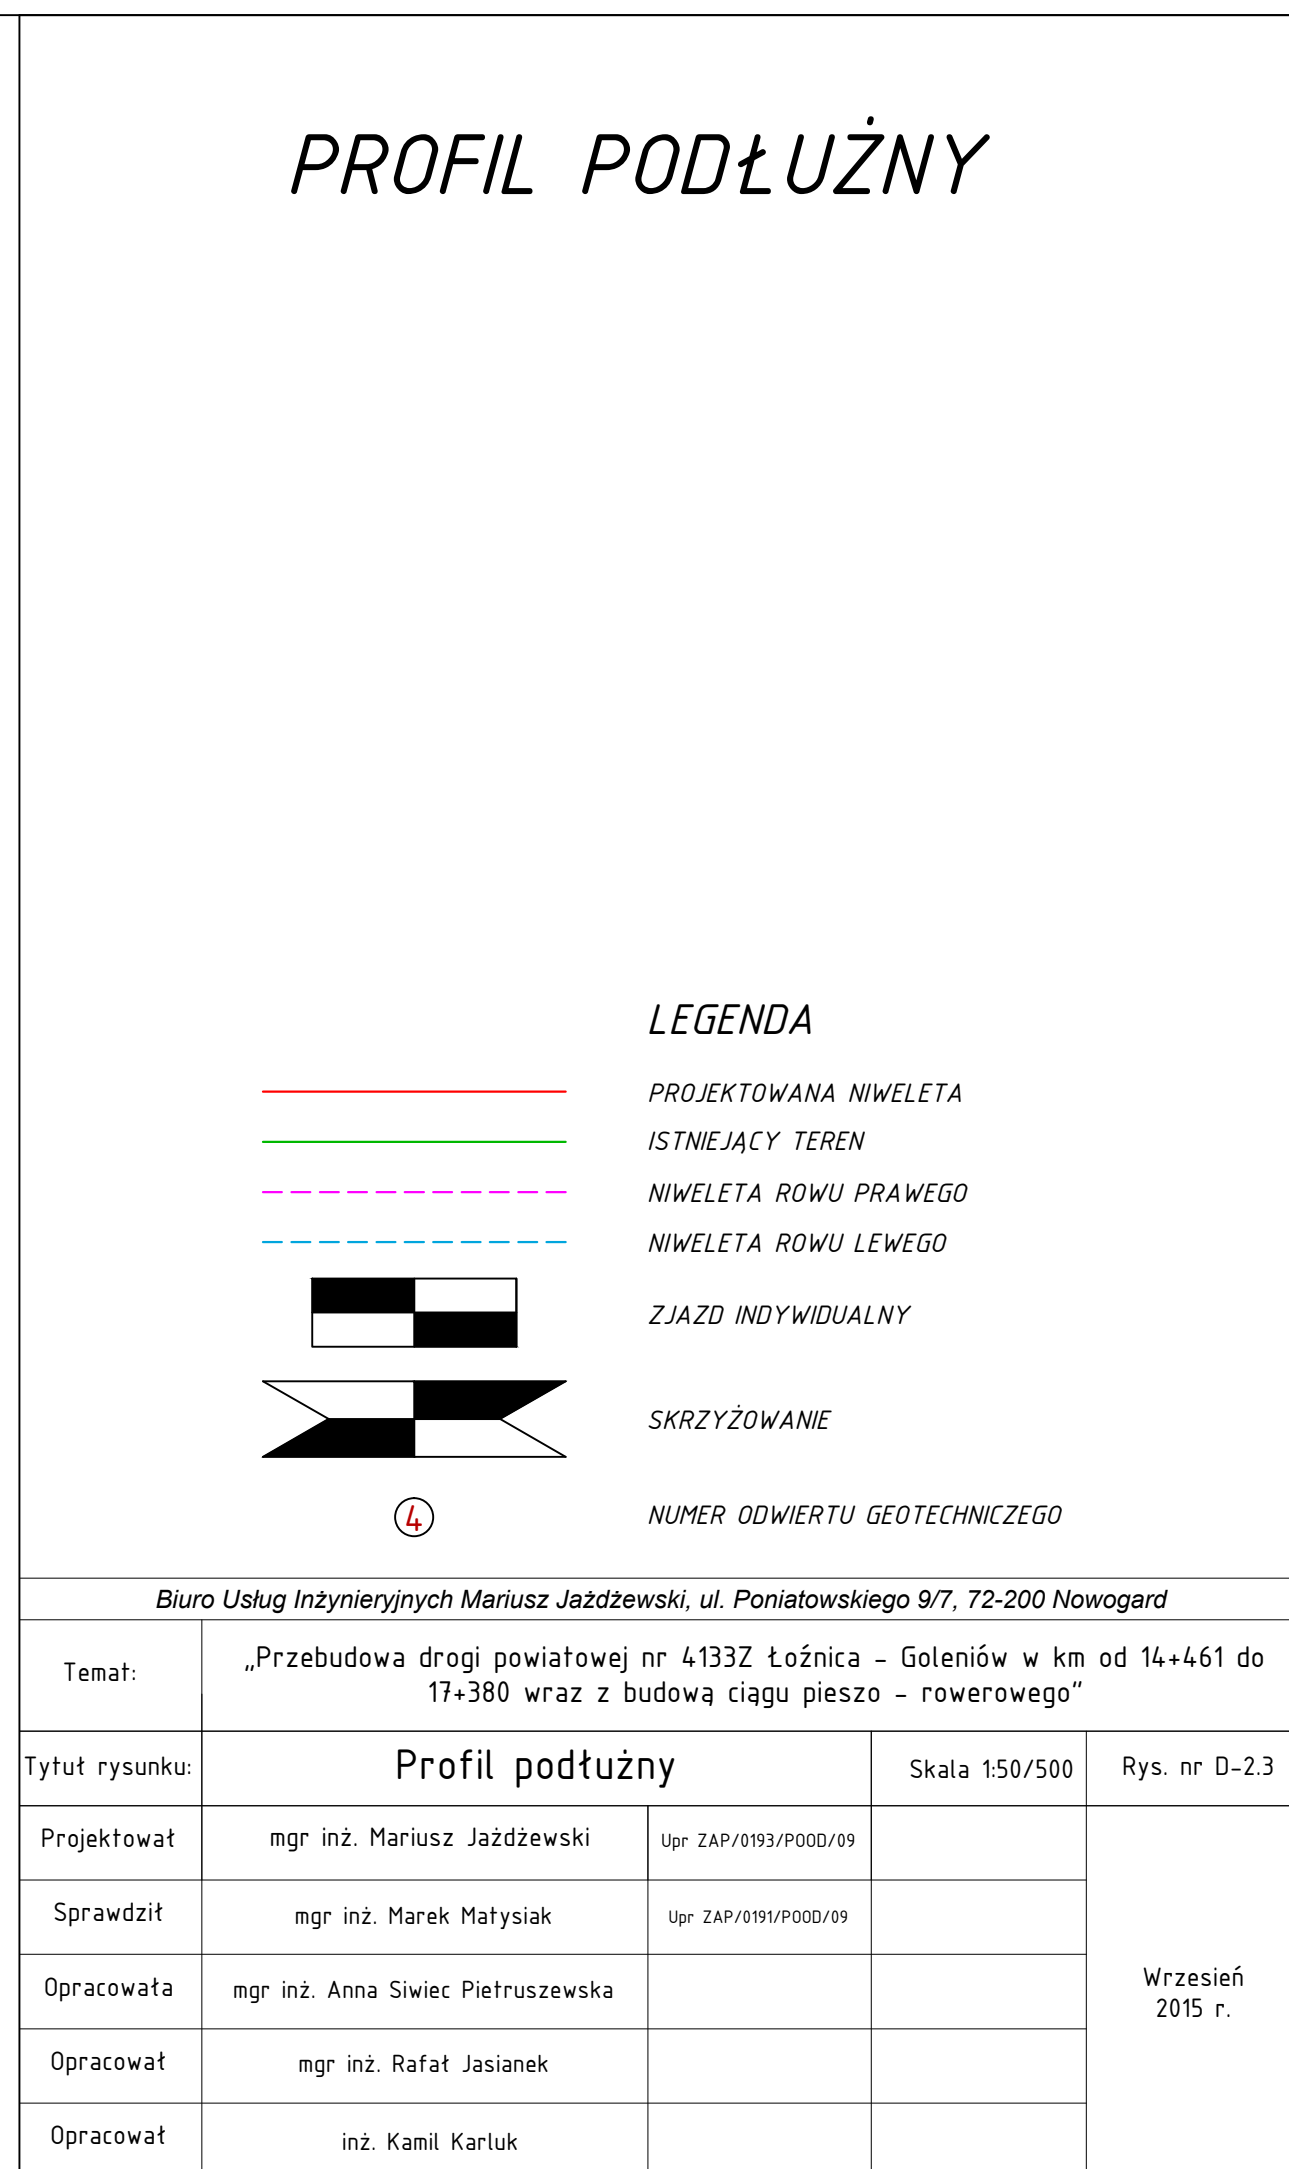 PROFIL PODŁUŻNY
LEGENDA
PROJEKTOWANA NIWELETA
ISTNIEJĄCY TEREN
NIWELETA ROWU PRAWEGO
NIWELETA ROWU LEWEGO
ZJAZD INDYWIDUALNY
SKRZYŻOWANIE
4 NUMER ODWIERTU GEOTECHNICZEGO
Biuro Usług Inżynieryjnych Mariusz Jażdżewski, ul. Poniatowskiego 9/7, 72-200 Nowogard
Temat:
„Przebudowa drogi powiatowej nr 4133Z Łoźnica – Goleniów w km od 14+461 do
17+380 wraz z budową ciągu pieszo – rowerowego”
Tytuł rysunku: Profil podłużny Skala 1:50/500 Rys. nr D-2.3
Projektował mgr inż. Mariusz Jażdżewski Upr ZAP/0193/POOD/09
Sprawdził mgr inż. Marek Matysiak Upr ZAP/0191/POOD/09
Opracowała mgr inż. Anna Siwiec Pietruszewska
Wrzesień
2015 r.
Opracował mgr inż. Rafał Jasianek
Opracował inż. Kamil Karluk